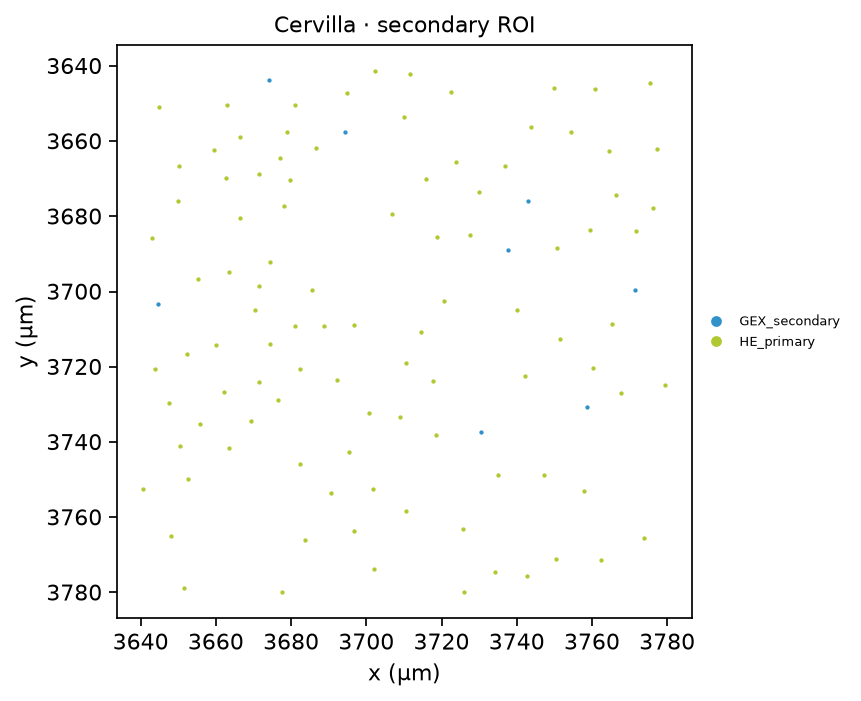 Cervilla · secondary ROI
3640
3660
3680
3700
3720
3740
3760
3780
y (µm)
3640 3660 3680 3700 3720 3740 3760 3780
x (µm)
GEX_secondary
HE_primary